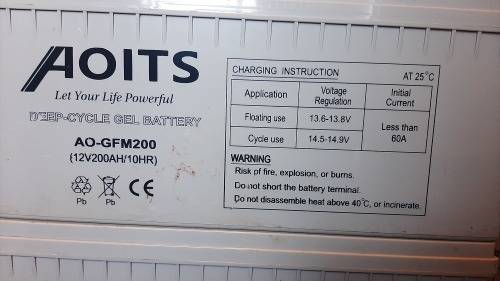 AOITS
Let Your Life Powerful
DEEP-CYCLE GEL BATTERY
AO-GFM200
(12V200AH/10HR)
Pb
CE
Pb
CHARGING INSTRUCTION AT 25°C
Application Voltage Regulation Initial Current
Floating use 13.6-13.8V Less than 60A
Cycle use 14.5-14.9V
WARNING
Risk of fire, explosion, or burns.
Do not short the battery terminal.
Do not disassemble heat above 40°C, or incinerate.